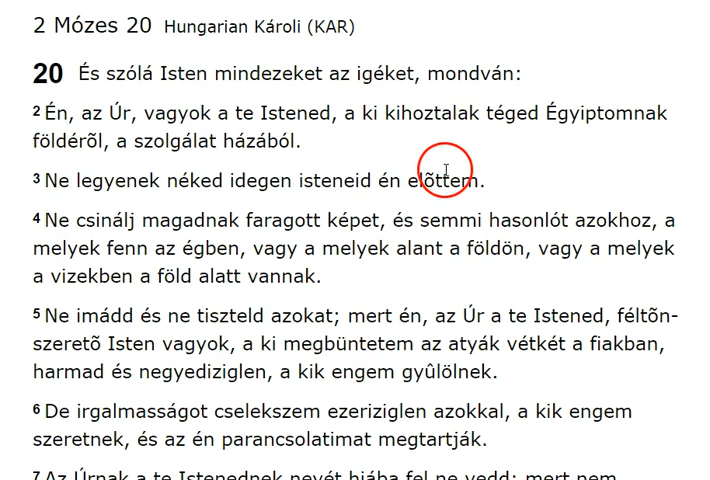 2 Mózes 20 Hungarian Károli (KAR)
20 És szólá Isten mindezeket az igéket, mondván:
2 Én, az Úr, vagyok a te Istened, a ki kihoztalak téged Égyiptomnak
földérõl, a szolgálat házából.
3 Ne legyenek néked idegen isteneid én elõttem.
4 Ne csinálj magadnak faragott képet, és semmi hasonlót azokhoz, a
melyek fenn az égben, vagy a melyek alant a földön, vagy a melyek
a vizekben a föld alatt vannak.
5 Ne imádd és ne tiszteld azokat; mert én, az Úr a te Istened, féltõn-
szeretõ Isten vagyok, a ki megbüntetem az atyák vétkét a fiakban,
harmad és negyediziglen, a kik engem gyûlölnek.
6 De irgalmasságot cselekszem ezeriziglen azokkal, a kik engem
szeretnek, és az én parancsolatimat megtartják.
7 Az Úrnak a te Istenednek nevét hiába fel ne vedd; mert nem